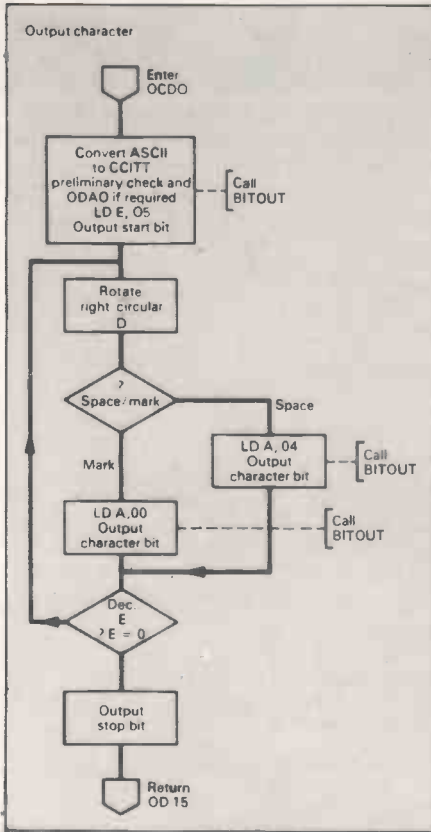 Output character
Enter
OCDO
Convert ASCII
to CCITT
preliminary check and
ODAO if required
LD E, 05
Output start bit
Call
BITOUT
Rotate
right circular
D
?
Space/mark
Space
Mark
LD A, 04
Output
character bit
Call
BITOUT
LD A,00
Output
character bit
Call
BITOUT
Dec.
E
? E = 0
Output
stop bit
Return
OD 15